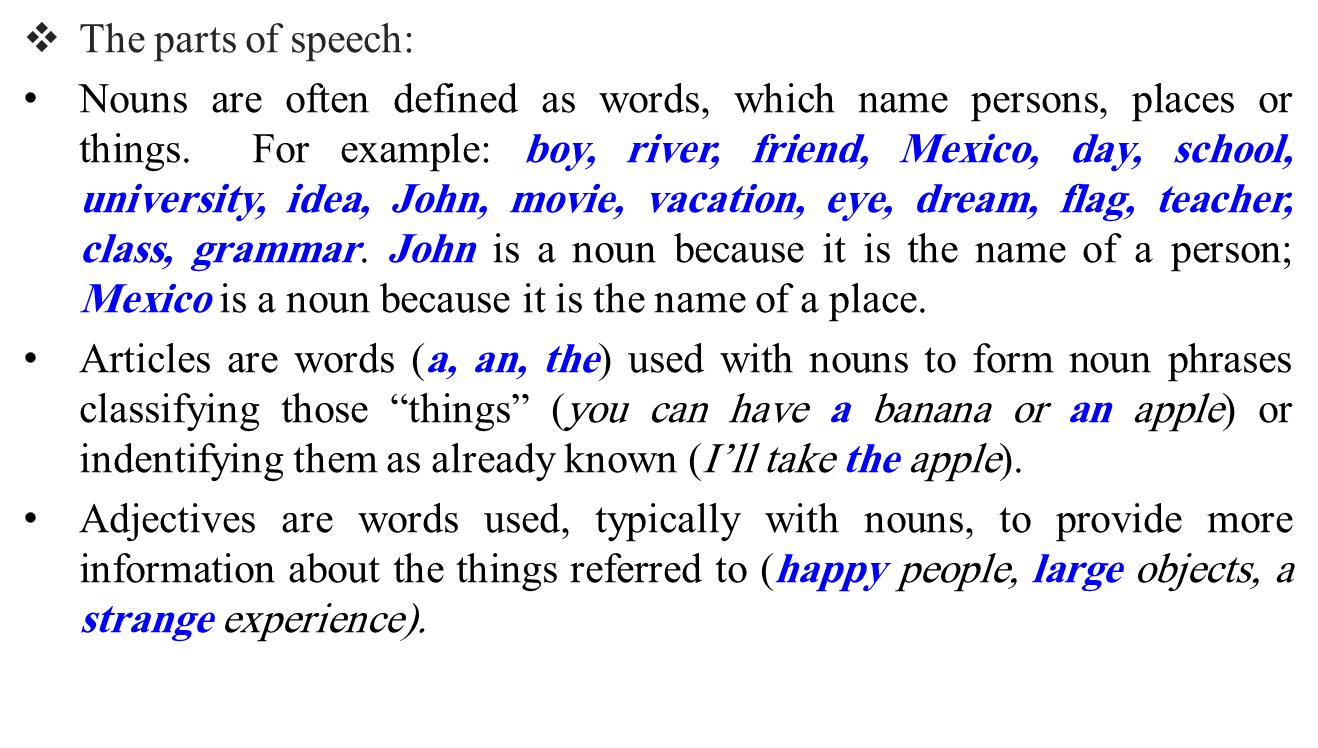 ❖ The parts of speech:
• Nouns are often defined as words, which name persons, places or
things. For example: boy, river, friend, Mexico, day, school,
university, idea, John, movie, vacation, eye, dream, flag, teacher,
class, grammar. John is a noun because it is the name of a person;
Mexico is a noun because it is the name of a place.
• Articles are words (a, an, the) used with nouns to form noun phrases
classifying those “things” (you can have a banana or an apple) or
indentifying them as already known (I’ll take the apple).
• Adjectives are words used, typically with nouns, to provide more
information about the things referred to (happy people, large objects, a
strange experience).